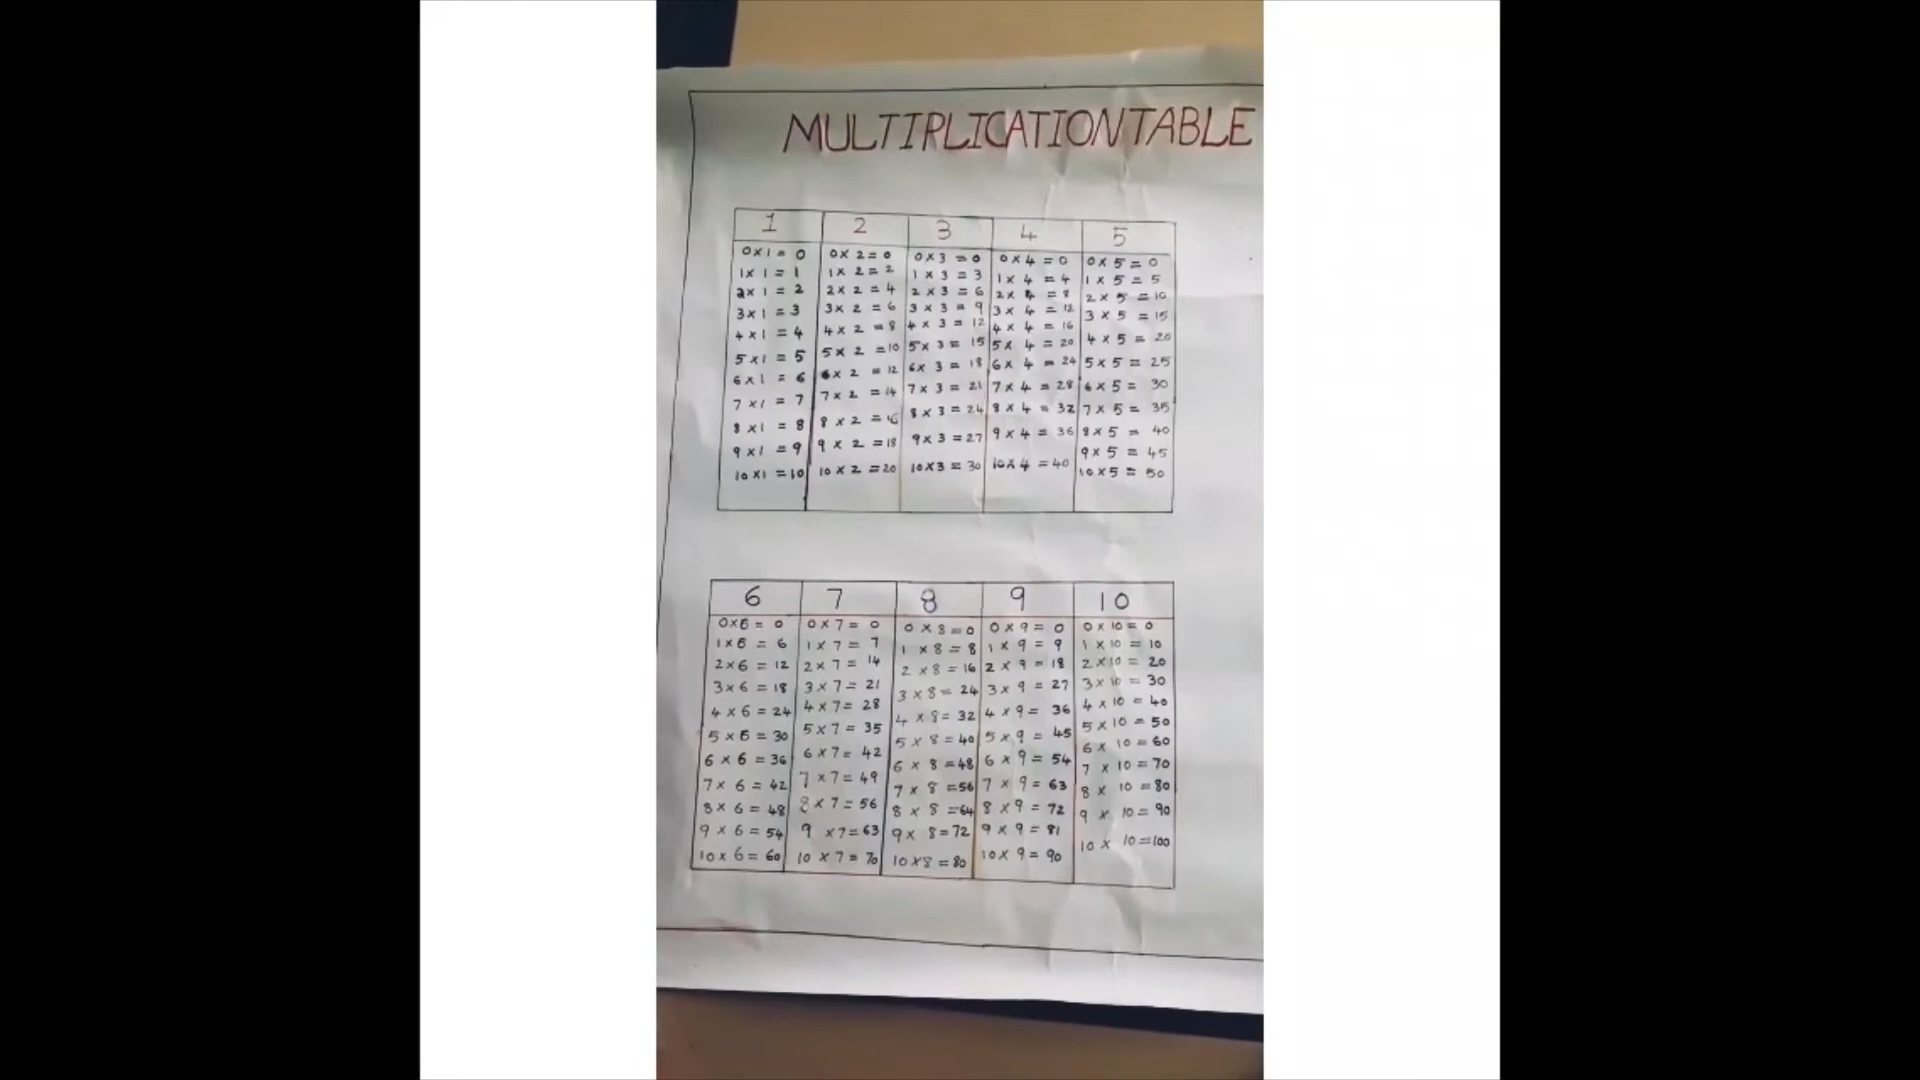 MULTIPLICATION TABLE
1 2 3 4 5
0x1=0 0x2=0 0x3=0 0x4=0 0x5=0
1x1=1 1x2=2 1x3=3 1x4=4 1x5=5
2x1=2 2x2=4 2x3=6 2x4=8 2x5=10
3x1=3 3x2=6 3x3=9 3x4=12 3x5=15
4x1=4 4x2=8 4x3=12 4x4=16 4x5=20
5x1=5 5x2=10 5x3=15 5x4=20 5x5=25
6x1=6 6x2=12 6x3=18 6x4=24 6x5=30
7x1=7 7x2=14 7x3=21 7x4=28 7x5=35
8x1=8 8x2=16 8x3=24 8x4=32 8x5=40
9x1=9 9x2=18 9x3=27 9x4=36 9x5=45
10x1=10 10x2=20 10x3=30 10x4=40 10x5=50
6 7 8 9 10
0x6=0 0x7=0 0x8=0 0x9=0 0x10=0
1x6=6 1x7=7 1x8=8 1x9=9 1x10=10
2x6=12 2x7=14 2x8=16 2x9=18 2x10=20
3x6=18 3x7=21 3x8=24 3x9=27 3x10=30
4x6=24 4x7=28 4x8=32 4x9=36 4x10=40
5x6=30 5x7=35 5x8=40 5x9=45 5x10=50
6x6=36 6x7=42 6x8=48 6x9=54 6x10=60
7x6=42 7x7=49 7x8=56 7x9=63 7x10=70
8x6=48 8x7=56 8x8=64 8x9=72 8x10=80
9x6=54 9x7=63 9x8=72 9x9=81 9x10=90
10x6=60 10x7=70 10x8=80 10x9=90 10x10=100